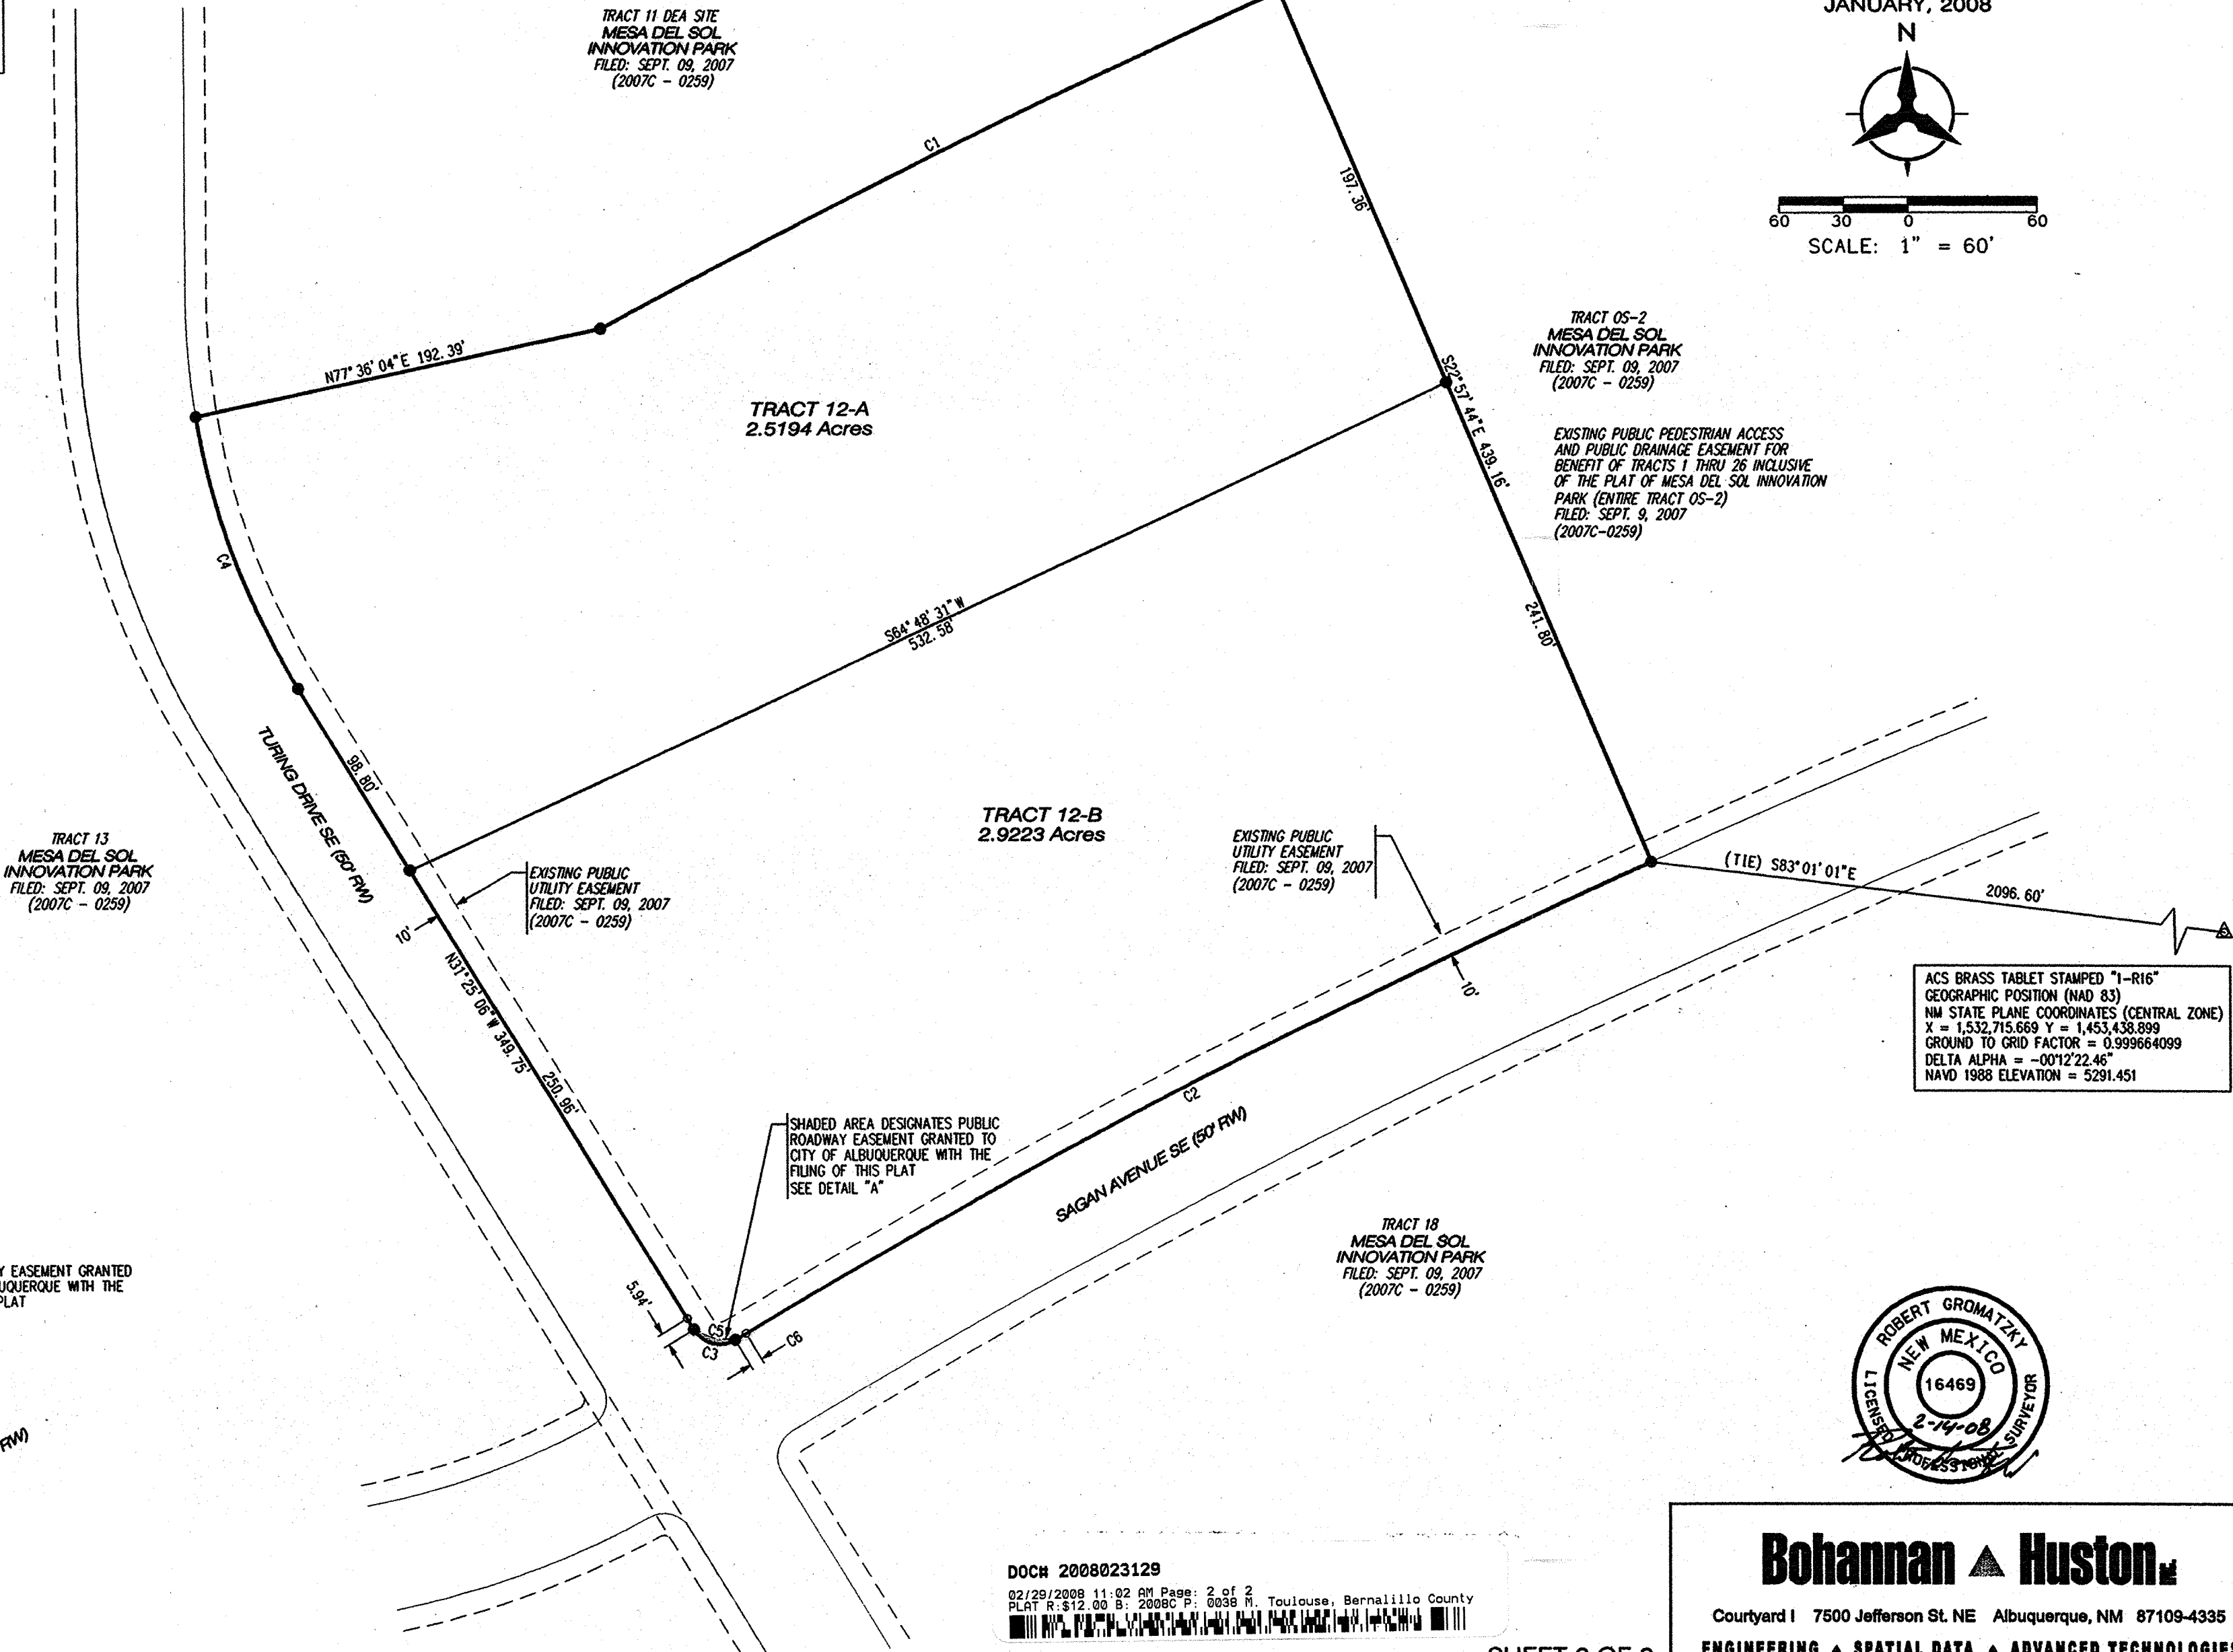 TRACT 11 DEA SITE
MESA DEL SOL
INNOVATION PARK
FILED: SEPT. 09, 2007
(2007C - 0259)
JANUARY, 2008
N
60 30 0 60
SCALE: 1" = 60'
C1
197.36'
N77°36'04"E 192.39'
TRACT 12-A
2.5194 Acres
TRACT OS-2
MESA DEL SOL
INNOVATION PARK
FILED: SEPT. 09, 2007
(2007C - 0259)
S22°57'44"E 439.16'
EXISTING PUBLIC PEDESTRIAN ACCESS
AND PUBLIC DRAINAGE EASEMENT FOR
BENEFIT OF TRACTS 1 THRU 26 INCLUSIVE
OF THE PLAT OF MESA DEL SOL INNOVATION
PARK (ENTIRE TRACT OS-2)
FILED: SEPT. 9, 2007
(2007C-0259)
C4
S64°48'31"W
532.58'
241.80'
TURING DRIVE SE (50' RW)
98.80'
TRACT 12-B
2.9223 Acres
TRACT 13
MESA DEL SOL
INNOVATION PARK
FILED: SEPT. 09, 2007
(2007C - 0259)
EXISTING PUBLIC
UTILITY EASEMENT
FILED: SEPT. 09, 2007
(2007C - 0259)
EXISTING PUBLIC
UTILITY EASEMENT
FILED: SEPT. 09, 2007
(2007C - 0259)
(TIE) S83°01'01"E
2096.60'
10'
10'
N31°25'06"W 349.75'
250.96'
ACS BRASS TABLET STAMPED "1-R16"
GEOGRAPHIC POSITION (NAD 83)
NM STATE PLANE COORDINATES (CENTRAL ZONE)
X = 1,532,715.669 Y = 1,453,438.899
GROUND TO GRID FACTOR = 0.999664099
DELTA ALPHA = -00°12'22.46"
NAVD 1988 ELEVATION = 5291.451
C2
SHADED AREA DESIGNATES PUBLIC
ROADWAY EASEMENT GRANTED TO
CITY OF ALBUQUERQUE WITH THE
FILING OF THIS PLAT
SEE DETAIL "A"
SAGAN AVENUE SE (50' RW)
TRACT 18
MESA DEL SOL
INNOVATION PARK
FILED: SEPT. 09, 2007
(2007C - 0259)
EASEMENT GRANTED
WITH THE
5.94'
C5
C3
C6
RW)
ROBERT GROMATZKY
NEW MEXICO
16469
2-14-08
LICENSED PROFESSIONAL SURVEYOR
DOC# 2008023129
02/29/2008 11:02 AM Page: 2 of 2
PLAT R:$12.00 B: 2008C P: 0038 M. Toulouse, Bernalillo County
Bohannan Huston INC.
Courtyard I 7500 Jefferson St. NE Albuquerque, NM 87109-4335
ENGINEERING ▲ SPATIAL DATA ▲ ADVANCED TECHNOLOGIES